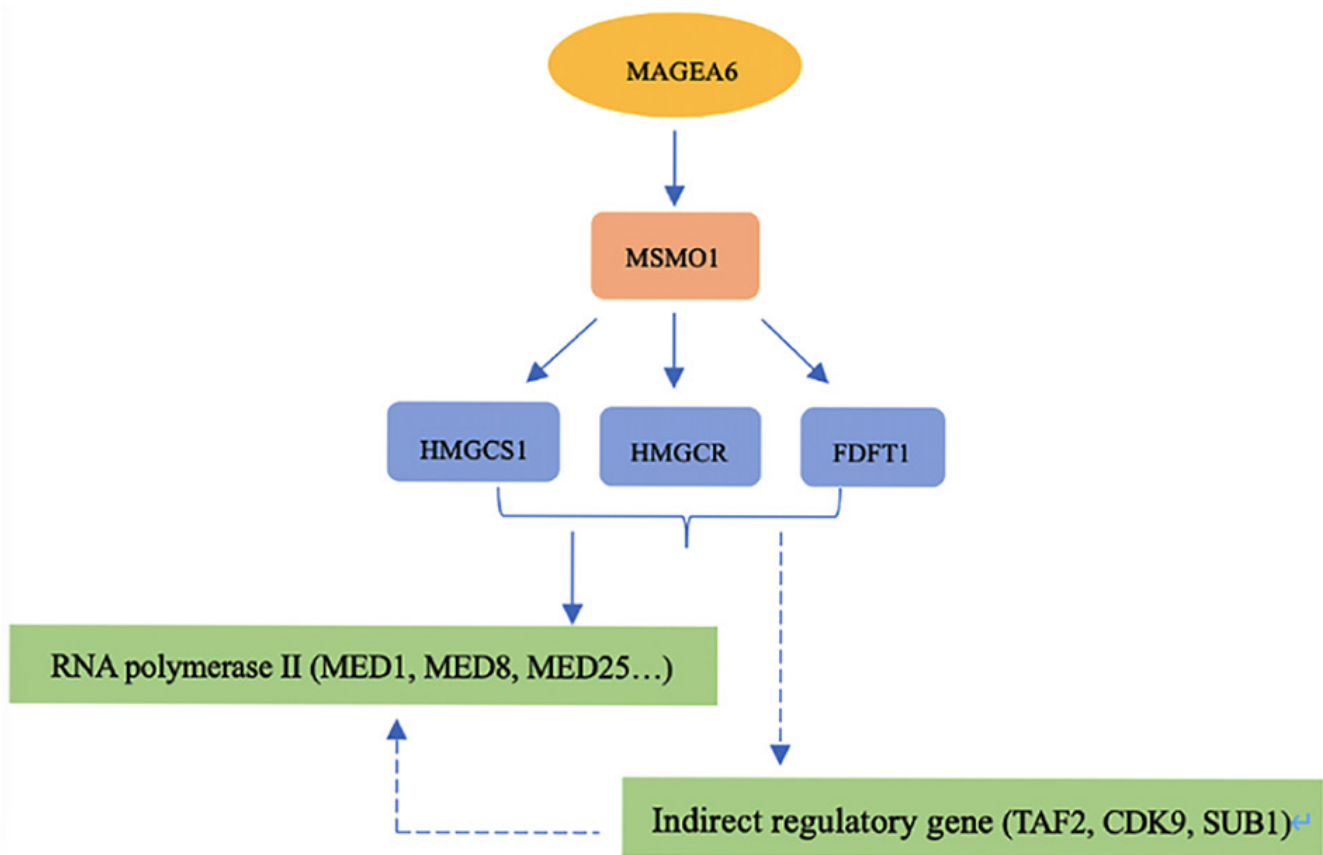 MAGEA6
MSMO1
HMGCS1 HMGCR FDFT1
RNA polymerase II (MED1, MED8, MED25…)
Indirect regulatory gene (TAF2, CDK9, SUB1)↵